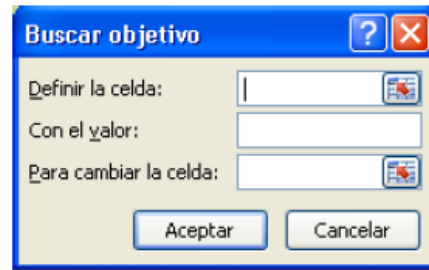 Buscar objetivo
Definir la celda:
Con el valor:
Para cambiar la celda:
Aceptar Cancelar